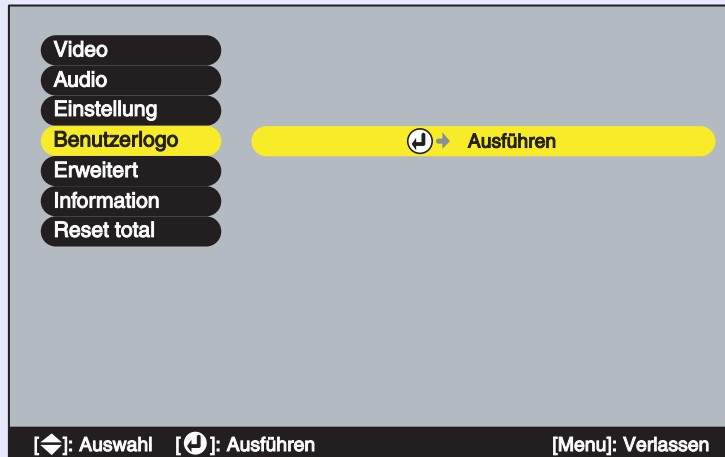 Video
Audio
Einstellung
Benutzerlogo
Ausführen
Erweitert
Information
Reset total
[ ]: Auswahl [ ]: Ausführen [Menu]: Verlassen